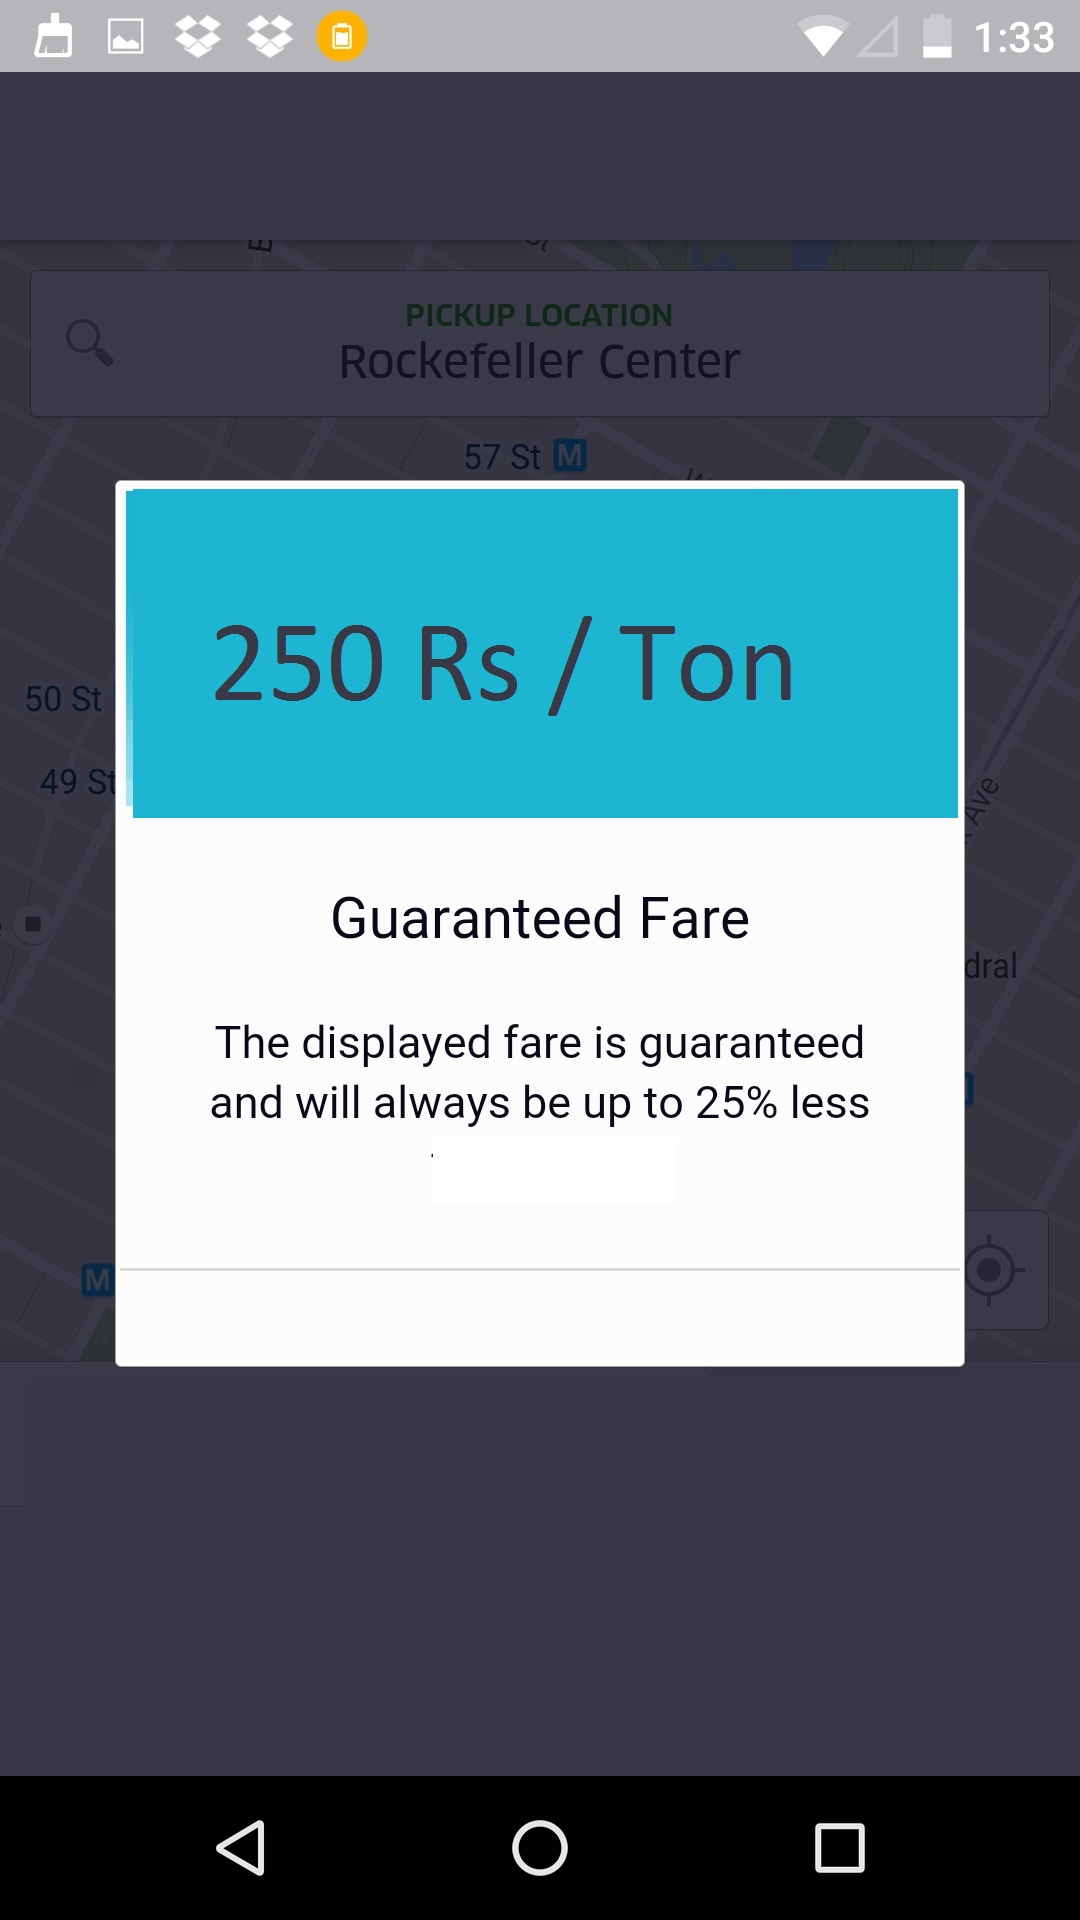 1:33
PICKUP LOCATION
Rockefeller Center
57 St M
250 Rs / Ton
50 St
49 St
Ave
Guaranteed Fare
dral
The displayed fare is guaranteed
and will always be up to 25% less
M